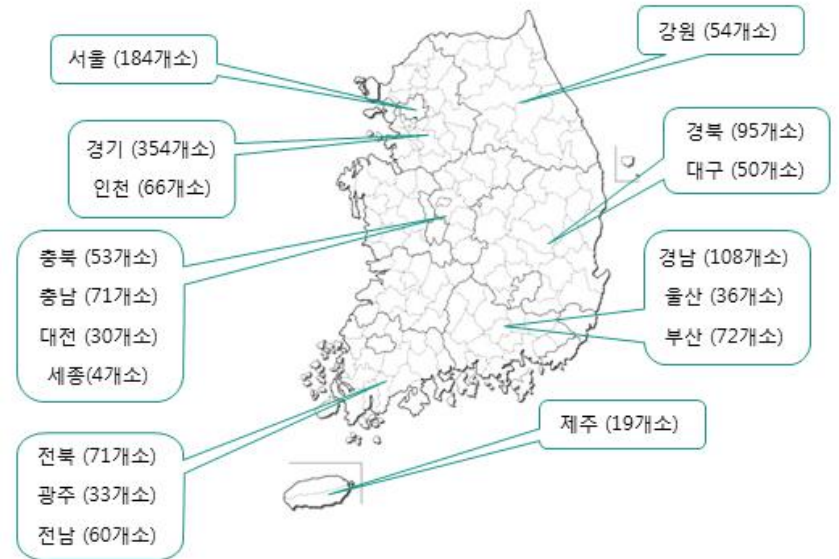 서울 (184개소)
강원 (54개소)
경기 (354개소)
인천 (66개소)
경북 (95개소)
대구 (50개소)
충북 (53개소)
충남 (71개소)
대전 (30개소)
세종(4개소)
경남 (108개소)
울산 (36개소)
부산 (72개소)
전북 (71개소)
광주 (33개소)
전남 (60개소)
제주 (19개소)